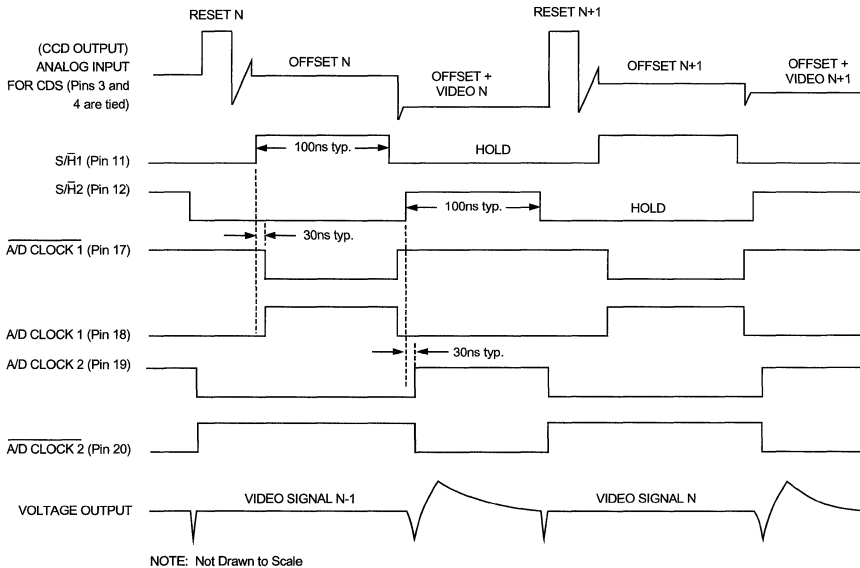 RESET N
RESET N+1
(CCD OUTPUT)
ANALOG INPUT
FOR CDS (Pins 3 and
4 are tied)
OFFSET N
OFFSET +
VIDEO N
OFFSET N+1
OFFSET +
VIDEO N+1
S/H̅1 (Pin 11)
100ns typ.
HOLD
S/H̅2 (Pin 12)
100ns typ.
HOLD
30ns typ.
A/D CLOCK 1 (Pin 17)
A/D CLOCK 1 (Pin 18)
30ns typ.
A/D CLOCK 2 (Pin 19)
A/D CLOCK 2 (Pin 20)
VOLTAGE OUTPUT
VIDEO SIGNAL N-1
VIDEO SIGNAL N
NOTE: Not Drawn to Scale